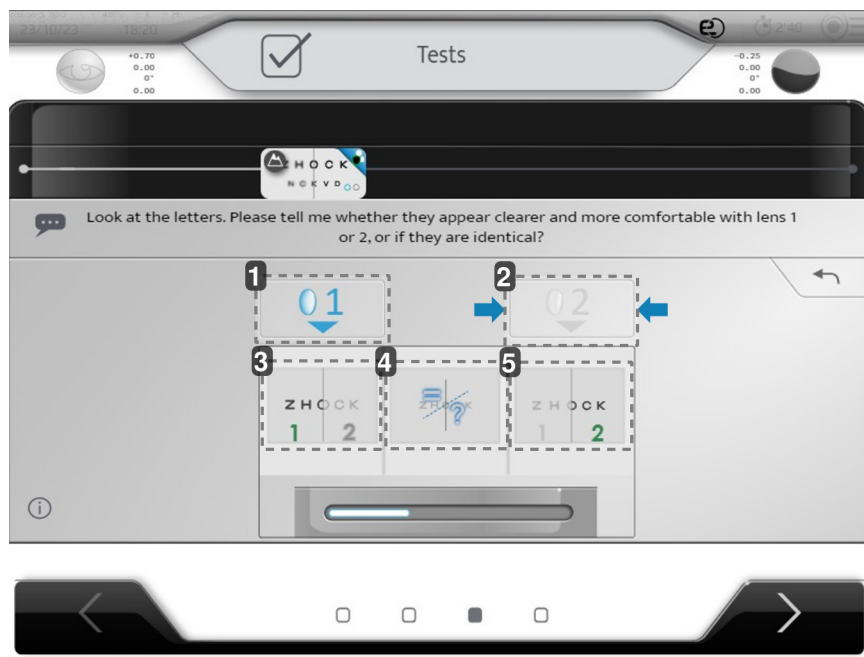 23/10/23 18:20
2'40
Tests
+0.70
0.00
0°
0.00
-0.25
0.00
0°
0.00
ZHOCK
NCKVD
Look at the letters. Please tell me whether they appear clearer and more comfortable with lens 1
or 2, or if they are identical?
1
01
2
02
3
4
5
ZHOCK
1 2
ZHOCK
?
ZHOCK
1 2